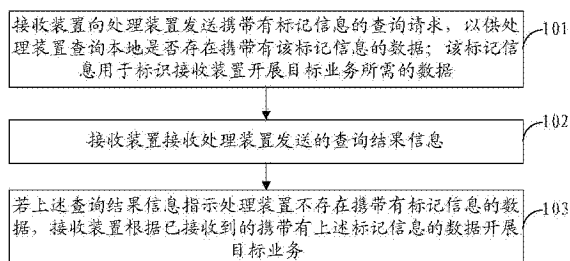 接收装置向处理装置发送携带有标记信息的查询请求，以供处
理装置查询本地是否存在携带有该标记信息的数据；该标记信
息用于标识接收装置开展目标业务所需的数据
101
接收装置接收处理装置发送的查询结果信息
102
若上述查询结果信息指示处理装置不存在携带有标记信息的数
据，接收装置根据已接收到的携带有上述标记信息的数据开展
目标业务
103